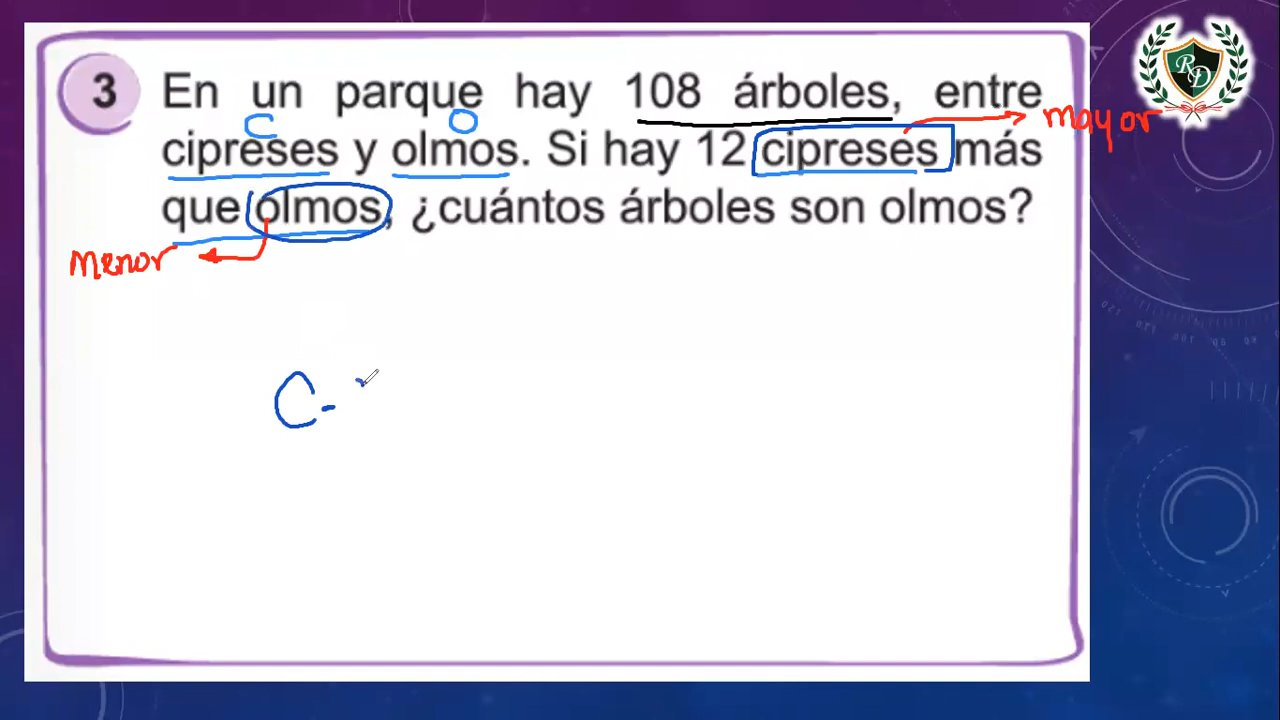 3 En un parque hay 108 árboles, entre
C O mayor
cipreses y olmos. Si hay 12 cipreses más
que olmos, ¿cuántos árboles son olmos?
menor
C-
RD